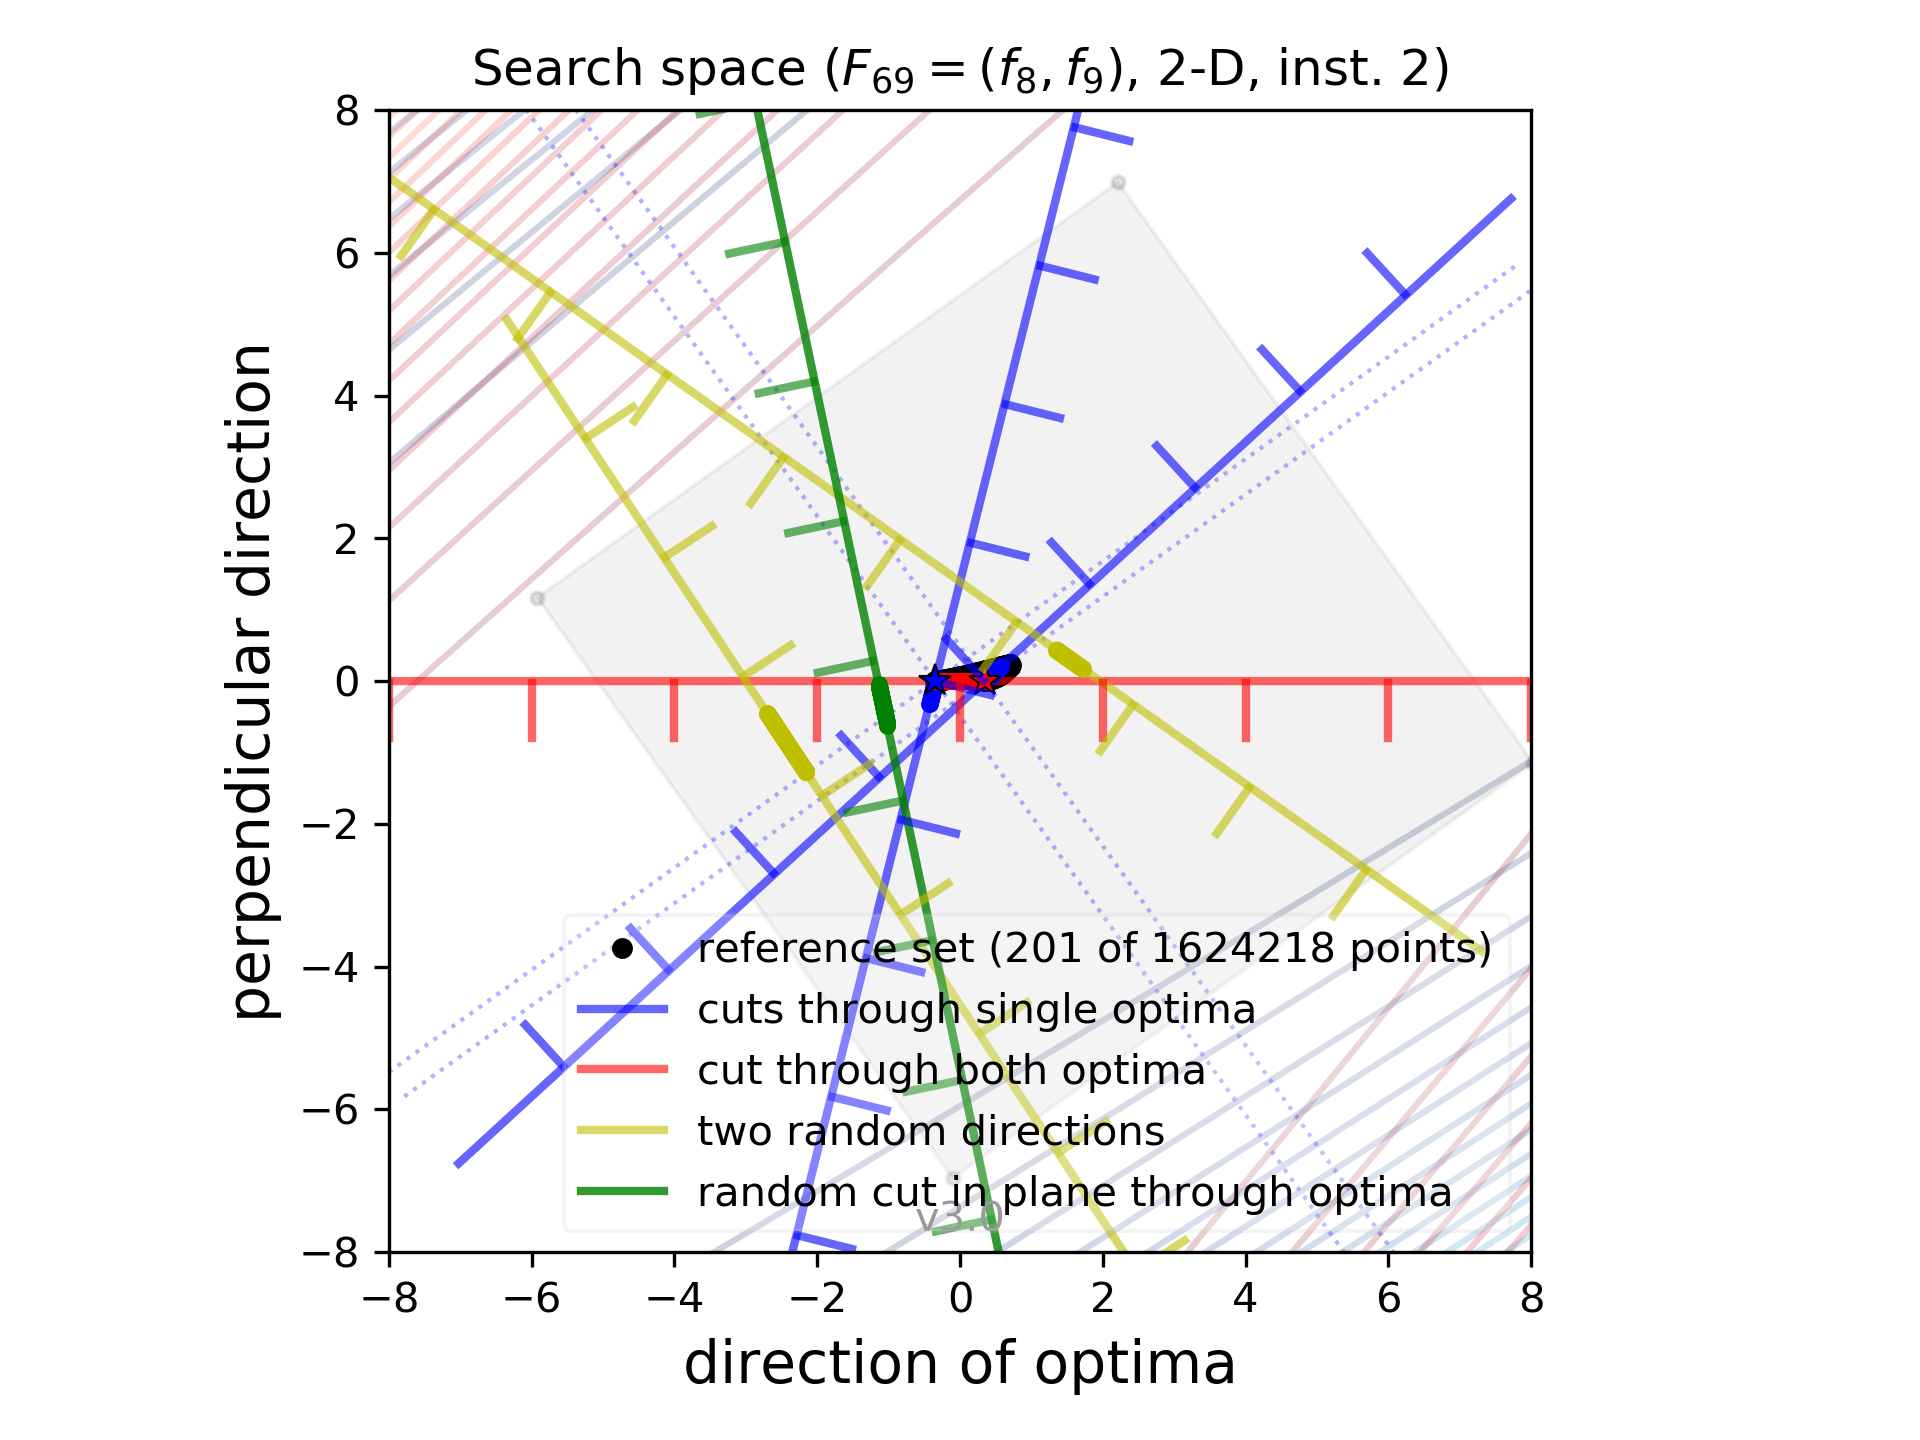 Search space (F69 = (f8, f9), 2-D, inst. 2)
8
6
4
2
0
−2
−4
−6
−8
perpendicular direction
reference set (201 of 1624218 points)
cuts through single optima
cut through both optima
two random directions
random cut in plane through optima
v3.0
−8 −6 −4 −2 0 2 4 6 8
direction of optima